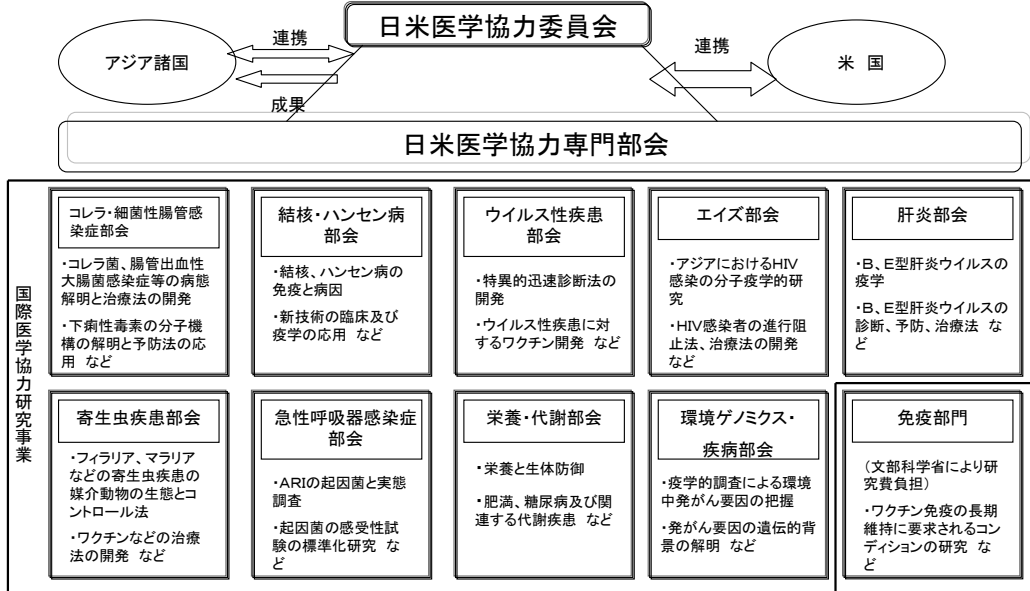 日米医学協力委員会
アジア諸国
連携
成果
連携
米 国
日米医学協力専門部会
国際医学協力研究事業
コレラ・細菌性腸管感
染症部会
・コレラ菌、腸管出血性
大腸菌感染症等の病態
解明と治療法の開発
・下痢性毒素の分子機
構の解明と予防法の応
用 など
結核・ハンセン病
部会
・結核、ハンセン病の
免疫と病因
・新技術の臨床及び
疫学の応用 など
ウイルス性疾患
部会
・特異的迅速診断法の
開発
・ウイルス性疾患に対
するワクチン開発 など
エイズ部会
・アジアにおけるHIV
感染の分子疫学的研
究
・HIV感染者の進行阻
止法、治療法の開発
など
肝炎部会
・B、E型肝炎ウイルスの
疫学
・B、E型肝炎ウイルスの
診断、予防、治療法 な
ど
寄生虫疾患部会
・フィラリア、マラリア
などの寄生虫疾患の
媒介動物の生態とコ
ントロール法
・ワクチンなどの治療
法の開発 など
急性呼吸器感染症
部会
・ARIの起因菌と実態
調査
・起因菌の感受性試
験の標準化研究 な
ど
栄養・代謝部会
・栄養と生体防御
・肥満、糖尿病及び関
連する代謝疾患 など
環境ゲノミクス・
疾病部会
・疫学的調査による環境
中発がん要因の把握
・発がん要因の遺伝的背
景の解明 など
免疫部門
(文部科学省により研
究費負担)
・ワクチン免疫の長期
維持に要求されるコン
ディションの研究 な
ど